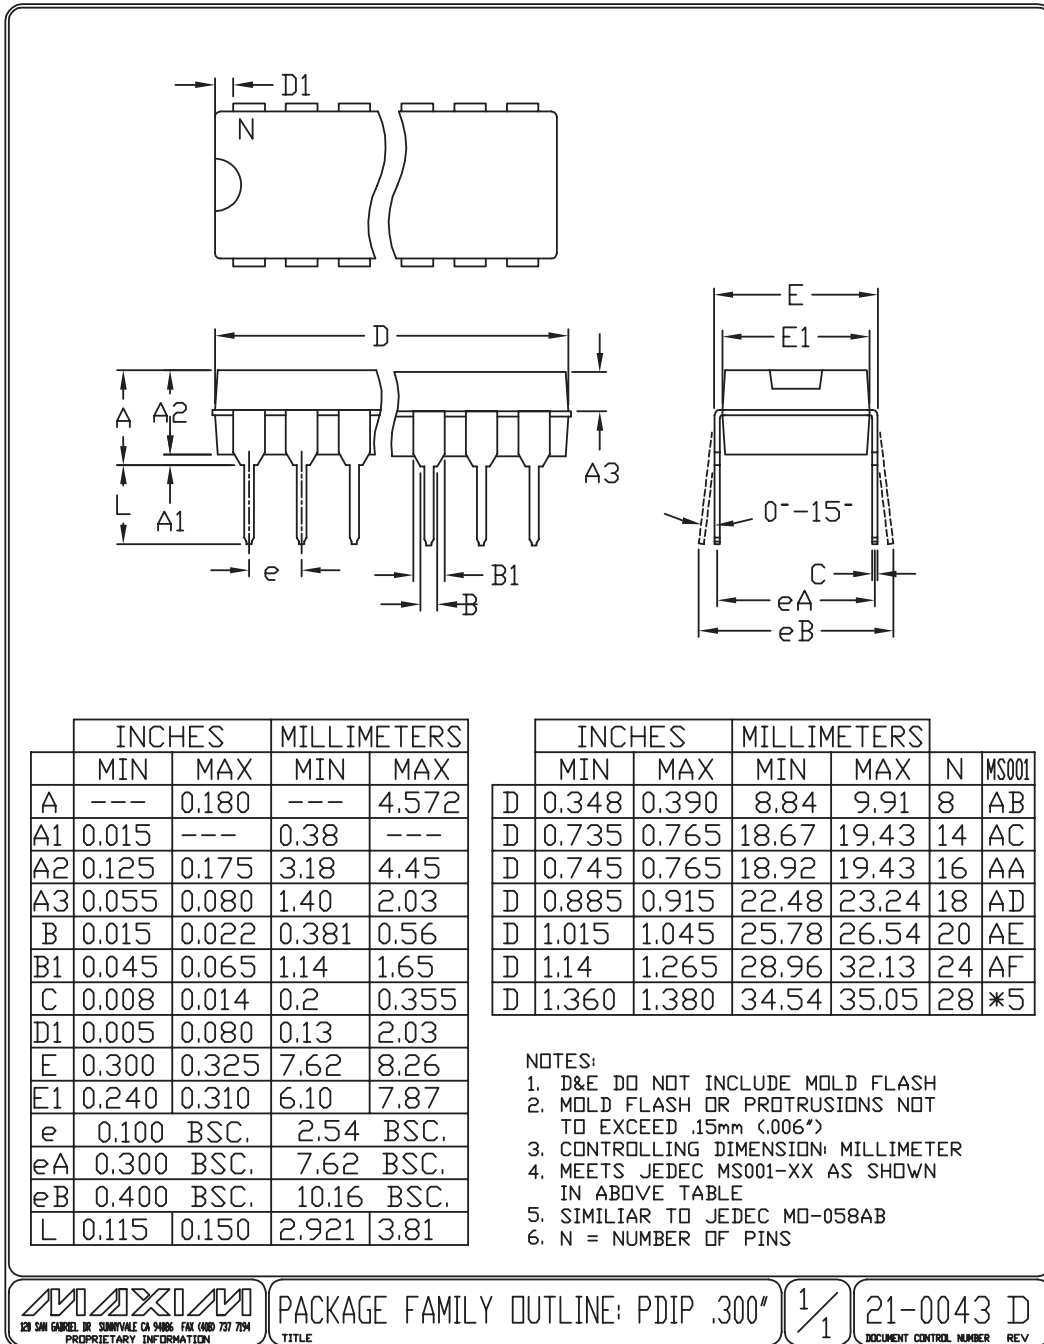 D1
N
E
E1
D
A
A2
A3
L
A1
0°-15°
e
B1
B
C
eA
eB
INCHES MILLIMETERS
MIN MAX MIN MAX
A --- 0.180 --- 4.572
A1 0.015 --- 0.38 ---
A2 0.125 0.175 3.18 4.45
A3 0.055 0.080 1.40 2.03
B 0.015 0.022 0.381 0.56
B1 0.045 0.065 1.14 1.65
C 0.008 0.014 0.2 0.355
D1 0.005 0.080 0.13 2.03
E 0.300 0.325 7.62 8.26
E1 0.240 0.310 6.10 7.87
e 0.100 BSC. 2.54 BSC.
eA 0.300 BSC. 7.62 BSC.
eB 0.400 BSC. 10.16 BSC.
L 0.115 0.150 2.921 3.81
INCHES MILLIMETERS
MIN MAX MIN MAX N MS001
D 0.348 0.390 8.84 9.91 8 AB
D 0.735 0.765 18.67 19.43 14 AC
D 0.745 0.765 18.92 19.43 16 AA
D 0.885 0.915 22.48 23.24 18 AD
D 1.015 1.045 25.78 26.54 20 AE
D 1.14 1.265 28.96 32.13 24 AF
D 1.360 1.380 34.54 35.05 28 *5
NOTES:
1. D&E DO NOT INCLUDE MOLD FLASH
2. MOLD FLASH OR PROTRUSIONS NOT
TO EXCEED .15mm (.006")
3. CONTROLLING DIMENSION: MILLIMETER
4. MEETS JEDEC MS001-XX AS SHOWN
IN ABOVE TABLE
5. SIMILIAR TO JEDEC MO-058AB
6. N = NUMBER OF PINS
MAXIM
120 SAN GABRIEL DR SUNNYVALE CA 94086 FAX (408) 737 7194
PROPRIETARY INFORMATION
PACKAGE FAMILY OUTLINE: PDIP .300"
TITLE
1/1
21-0043 D
DOCUMENT CONTROL NUMBER REV